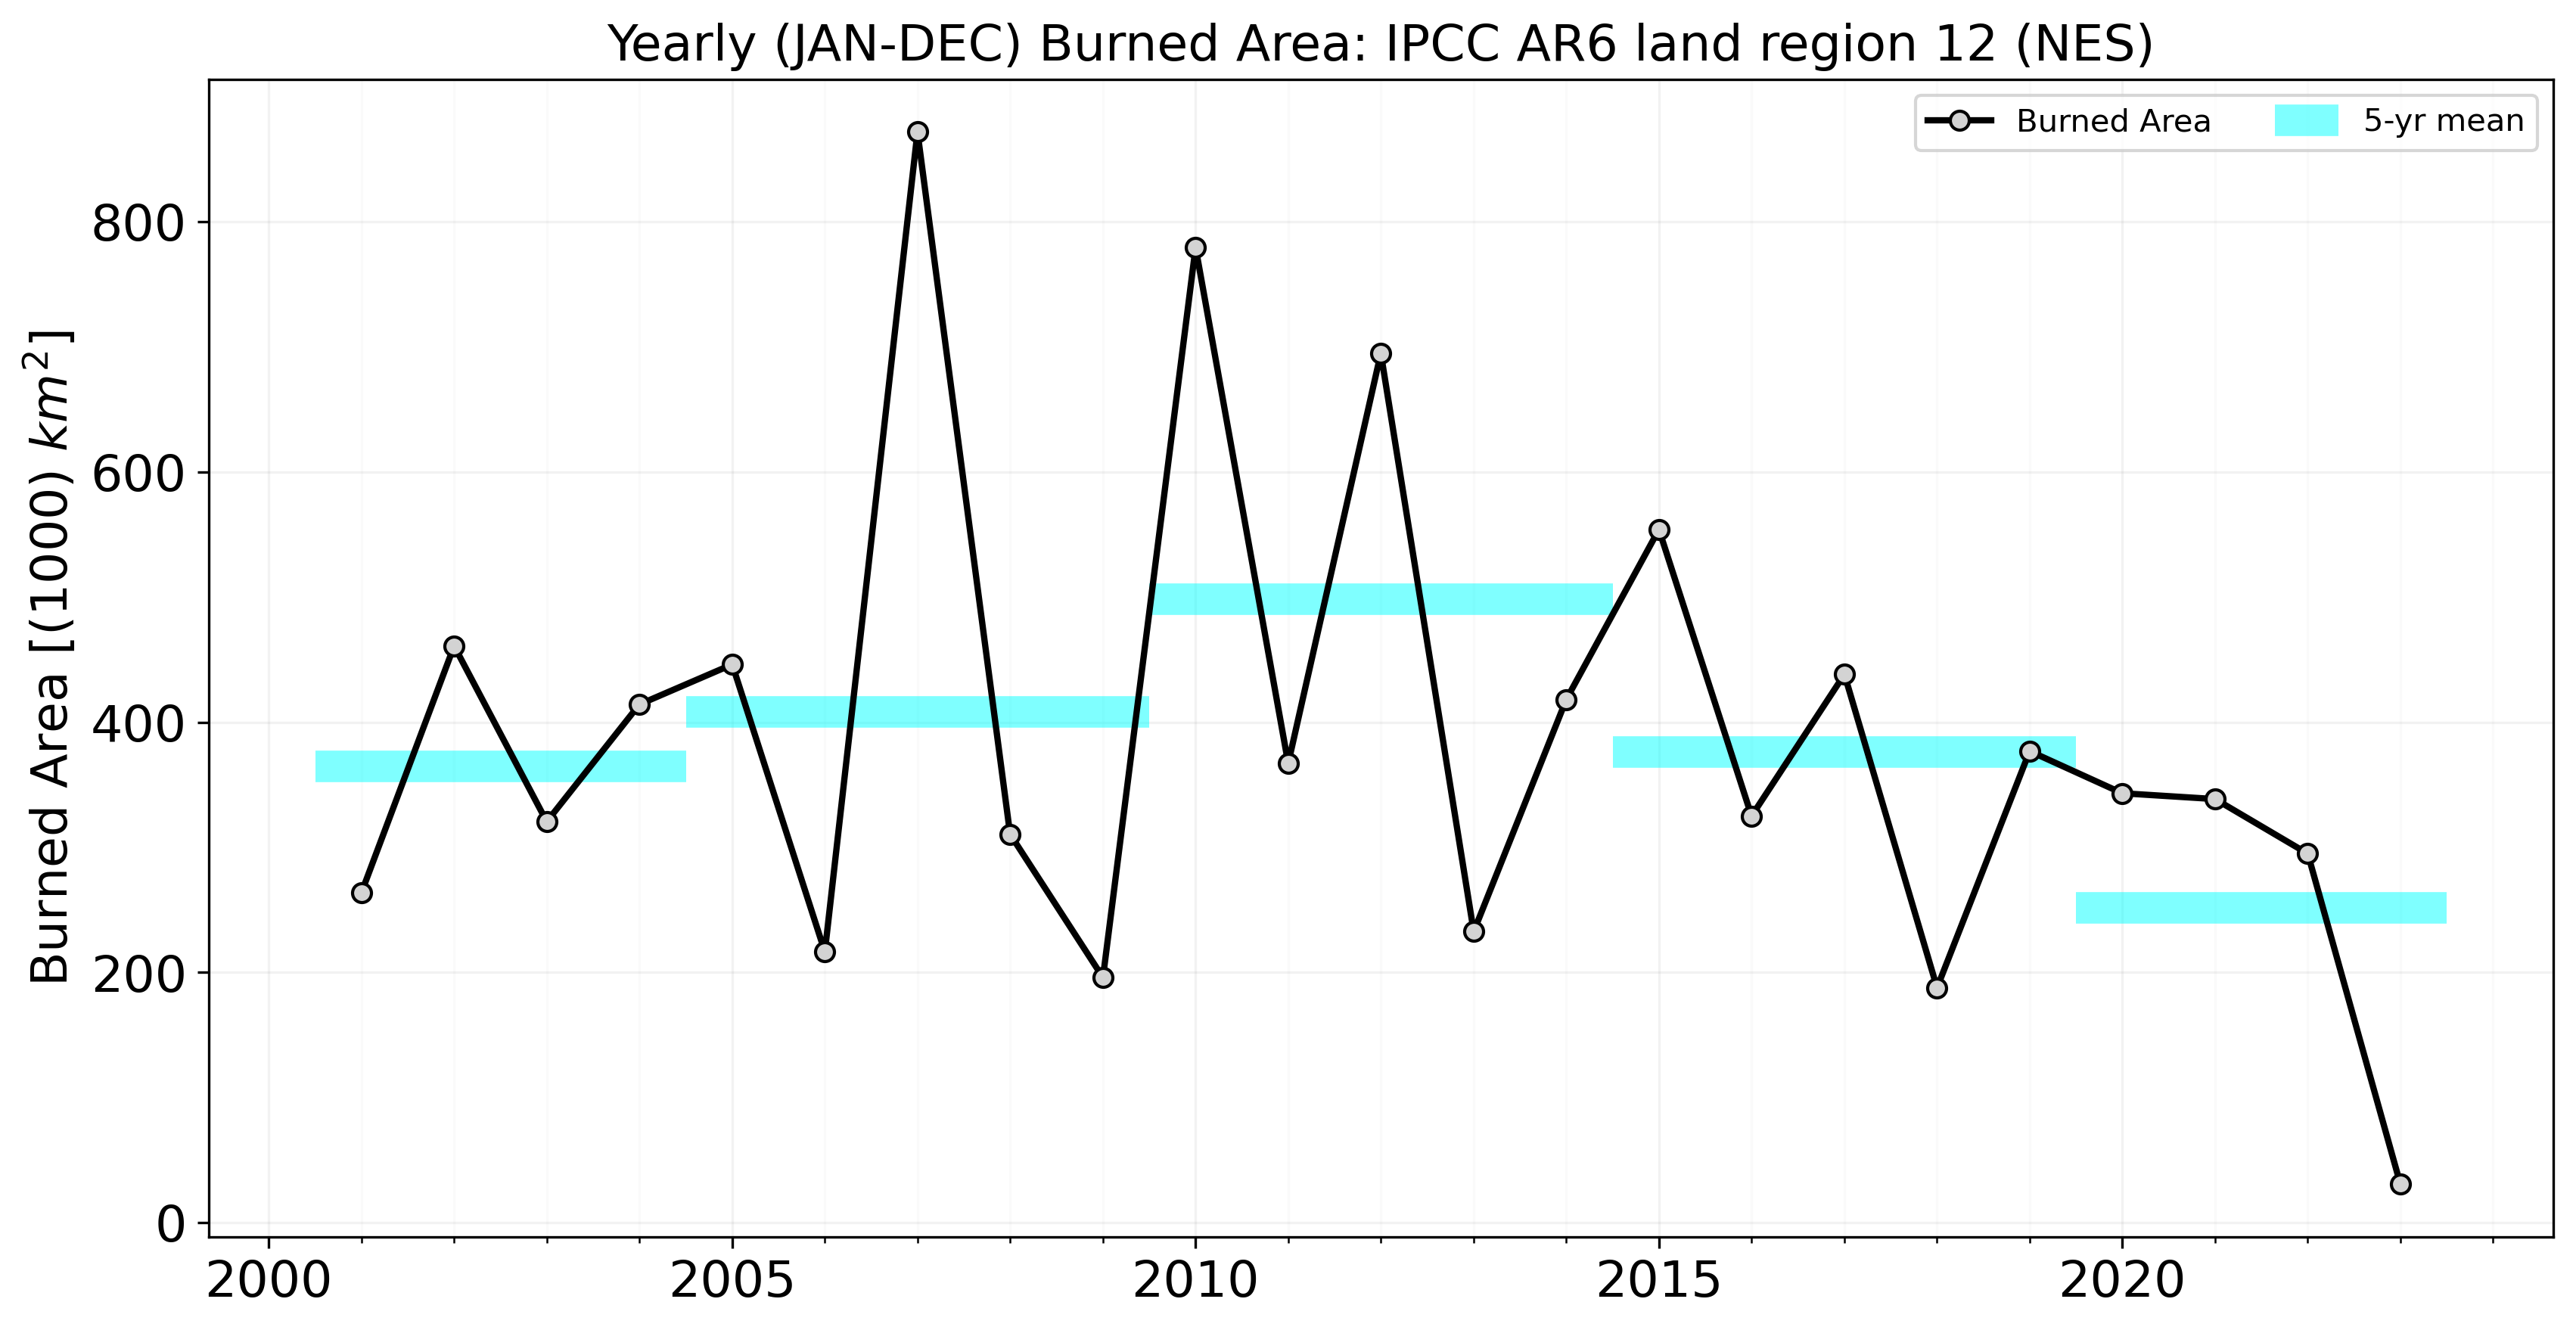 Yearly (JAN-DEC) Burned Area: IPCC AR6 land region 12 (NES)
Burned Area
5-yr mean
Burned Area [(1000) km²]
800
600
400
200
0
2000
2005
2010
2015
2020